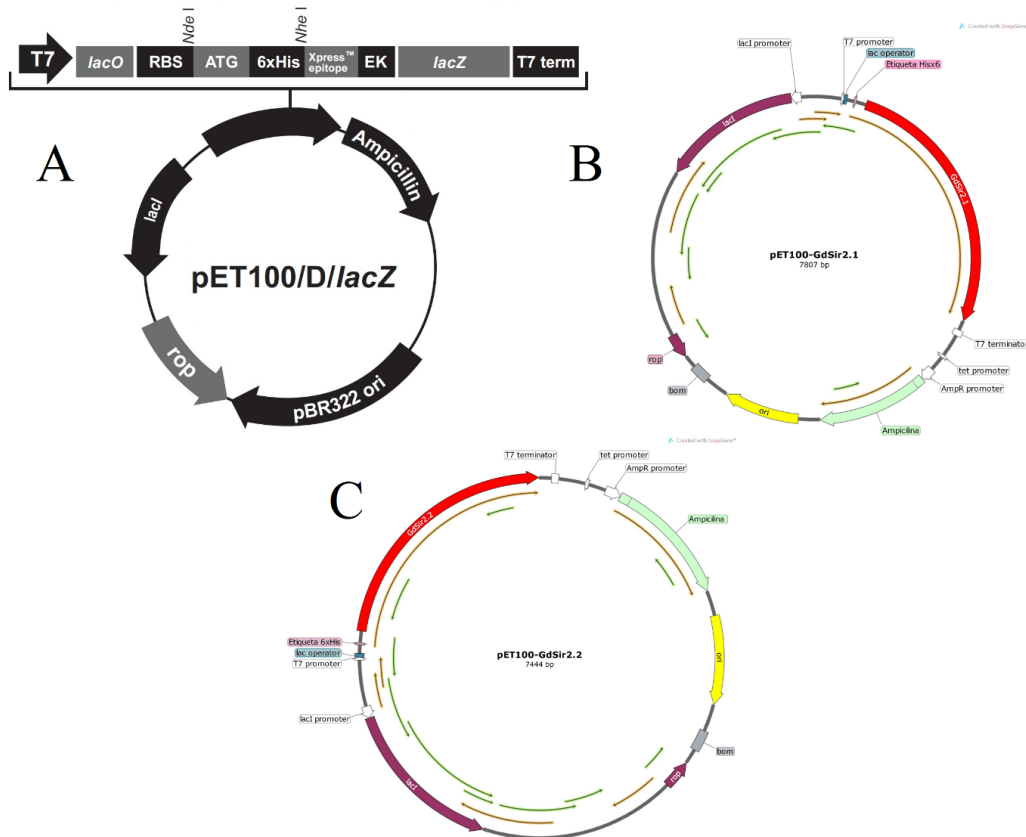 Nde I
Nhe I
T7 lacO RBS ATG 6xHis Xpress™ epitope EK lacZ T7 term
A
Ampicillin
lacI
pET100/D/lacZ
rop
pBR322 ori
Created with SnapGene
B
lacI promoter
T7 promoter
lac operator
Etiqueta Hisx6
lacI
GdSir2.1
pET100-GdSir2.1
7807 bp
T7 terminato
tet promoter
AmpR promoter
rop
bom
ori
Ampicilina
Created with SnapGene®
C
T7 terminator
tet promoter
AmpR promoter
GdSir2.2
Ampicilina
Etiqueta 6xHis
lac operator
T7 promoter
pET100-GdSir2.2
7444 bp
ori
lacI promoter
bom
rop
lacI